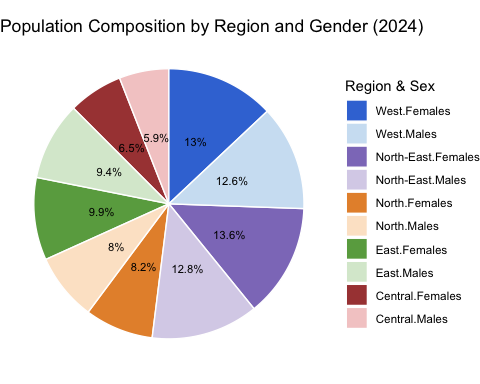 Population Composition by Region and Gender (2024)
Region & Sex
West.Females
West.Males
North-East.Females
North-East.Males
North.Females
North.Males
East.Females
East.Males
Central.Females
Central.Males
13%
12.6%
13.6%
12.8%
8.2%
8%
9.9%
9.4%
6.5%
5.9%